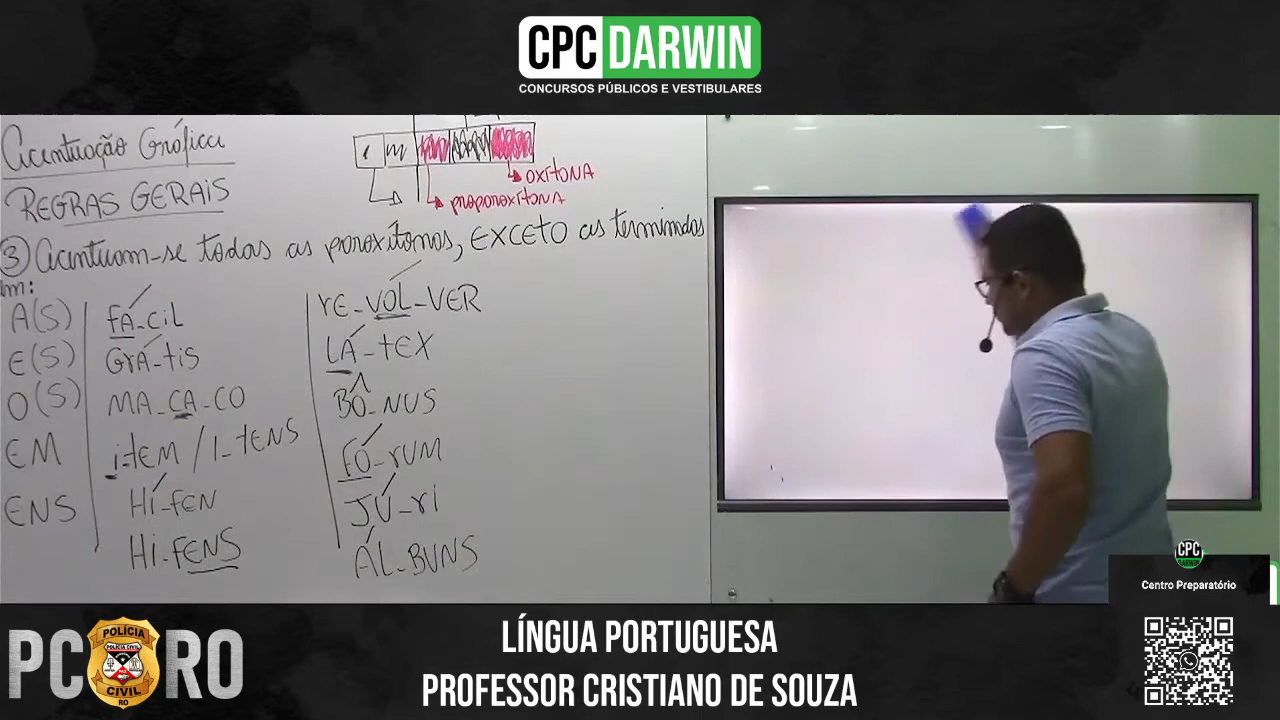 CPC DARWIN
CONCURSOS PÚBLICOS E VESTIBULARES
Acentuação Gráfica
REGRAS GERAIS
oxítoNA
proparoxítoNA
3 Acentuam-se todas as paroxítonas, EXCETO as terminadas
em:
A(S)
E(S)
O(S)
EM
ENS
FÁ-CIL
GRÁ-tIS
MA-CA-CO
i-tEM / I-tENS
HÍ-fEN
HI-fENS
rE-VÓL-VER
LÁ-tEX
BÔ-NUS
FÓ-rUM
JÚ-ri
ÁL-BUNS
CPC DARWIN
Centro Preparatório
PC RO
POLÍCIA
CIVIL
RO
LÍNGUA PORTUGUESA
PROFESSOR CRISTIANO DE SOUZA